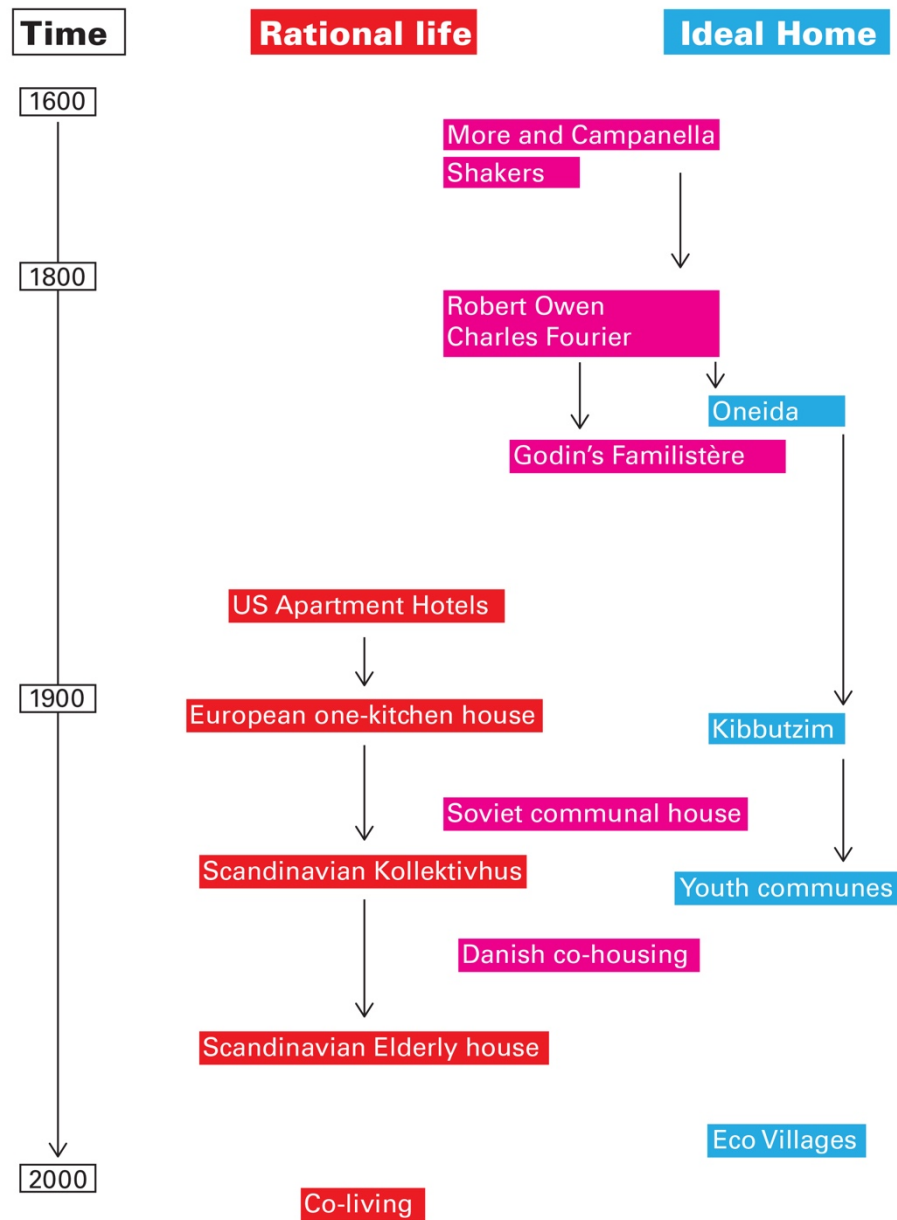 Time
Rational life
Ideal Home
1600
More and Campanella
Shakers
1800
Robert Owen
Charles Fourier
Oneida
Godin's Familistère
US Apartment Hotels
1900
European one-kitchen house
Kibbutzim
Soviet communal house
Scandinavian Kollektivhus
Youth communes
Danish co-housing
Scandinavian Elderly house
Eco Villages
2000
Co-living